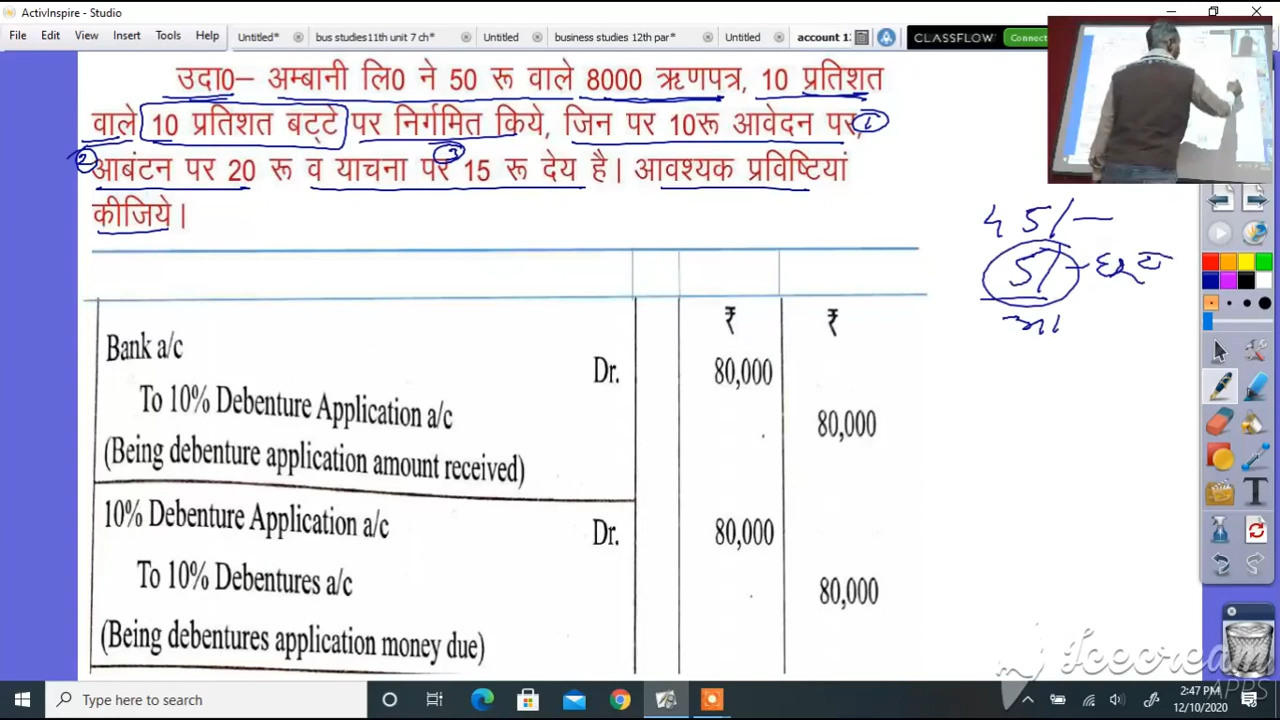 ActivInspire - Studio
File Edit View Insert Tools Help Untitled* bus studies11th unit 7 ch* Untitled business studies 12th par* Untitled account 1 CLASSFLOW Connect
उदा0– अम्बानी लि0 ने 50 रू वाले 8000 ऋणपत्र, 10 प्रतिशत
वाले 10 प्रतिशत बट्टे पर निर्गमित किये, जिन पर 10रू आवेदन पर, 1
2 3
आबंटन पर 20 रू व याचना पर 15 रू देय है। आवश्यक प्रविष्टियां
कीजिये।
45/-
5/-
₹ ₹
Bank a/c Dr. 80,000
To 10% Debenture Application a/c 80,000
(Being debenture application amount received)
10% Debenture Application a/c Dr. 80,000
To 10% Debentures a/c 80,000
(Being debentures application money due)
Icecream
APPS
Type here to search
2:47 PM
12/10/2020